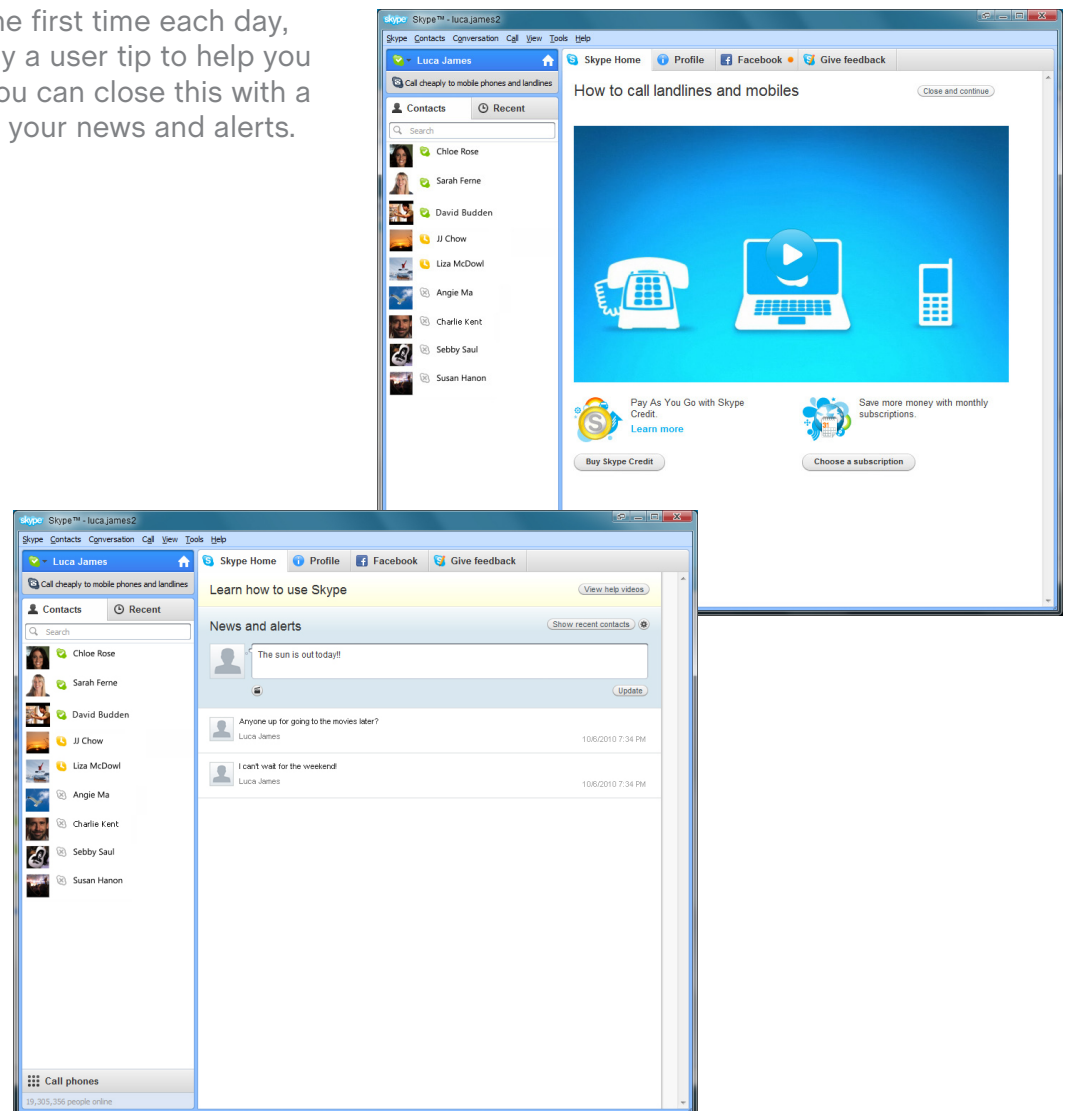 ne first time each day,
y a user tip to help you
ou can close this with a
your news and alerts.
skype Skype™ - luca.james2
Skype Contacts Conversation Call View Tools Help
Luca James
Call cheaply to mobile phones and landlines
Contacts Recent
Search
Chloe Rose
Sarah Ferne
David Budden
JJ Chow
Liza McDowl
Angie Ma
Charlie Kent
Sebby Saul
Susan Hanon
Skype Home Profile Facebook Give feedback
How to call landlines and mobiles Close and continue
Pay As You Go with Skype
Credit.
Learn more
Buy Skype Credit
Save more money with monthly
subscriptions.
Choose a subscription
skype Skype™ - luca.james2
Skype Contacts Conversation Call View Tools Help
Luca James
Call cheaply to mobile phones and landlines
Contacts Recent
Search
Chloe Rose
Sarah Ferne
David Budden
JJ Chow
Liza McDowl
Angie Ma
Charlie Kent
Sebby Saul
Susan Hanon
Call phones
19,305,356 people online
Skype Home Profile Facebook Give feedback
Learn how to use Skype View help videos
News and alerts Show recent contacts
The sun is out today!!
Update
Anyone up for going to the movies later?
Luca James 10/6/2010 7:34 PM
I can't wait for the weekend!
Luca James 10/6/2010 7:34 PM